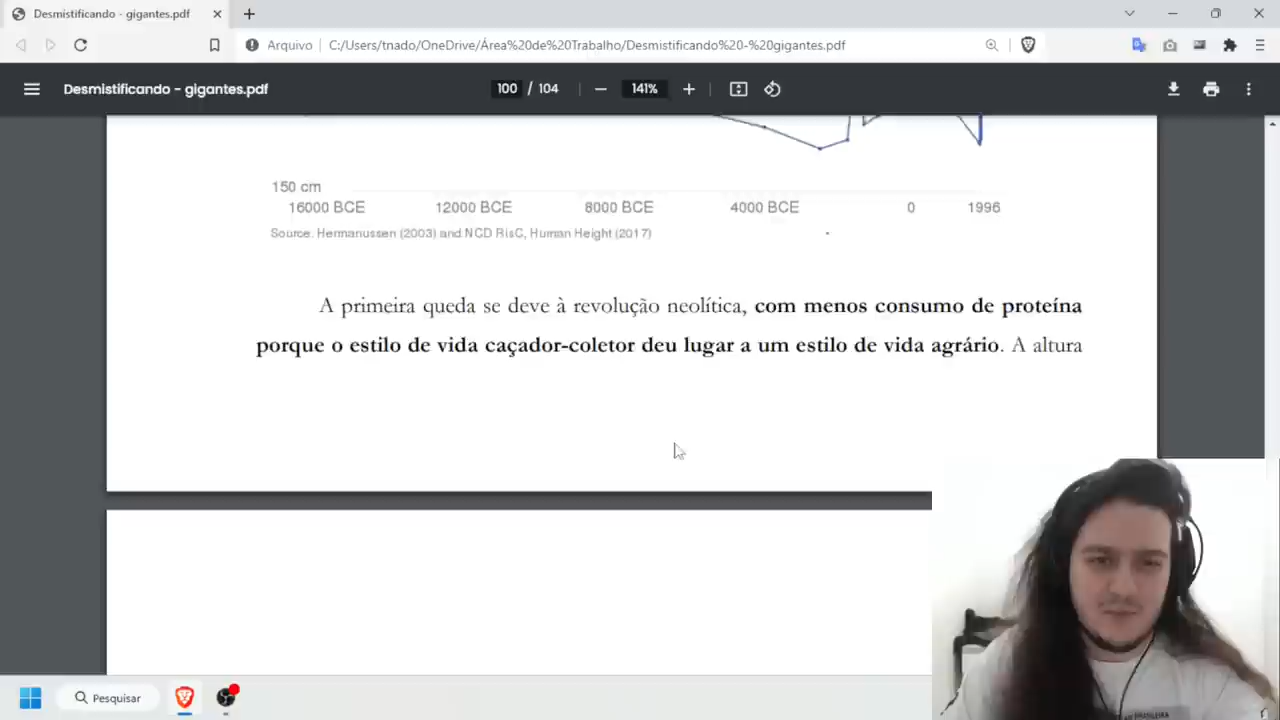 Desmistificando - gigantes.pdf
Arquivo
C:/Users/tnado/OneDrive/Área%20de%20Trabalho/Desmistificando%20-%20gigantes.pdf
Desmistificando - gigantes.pdf
100 / 104
141%
150 cm
16000 BCE 12000 BCE 8000 BCE 4000 BCE 0 1996
Source: Hermanussen (2003) and NCD RisC, Human Height (2017)
A primeira queda se deve à revolução neolítica, com menos consumo de proteína
porque o estilo de vida caçador-coletor deu lugar a um estilo de vida agrário. A altura
BRASILEIRA
Pesquisar